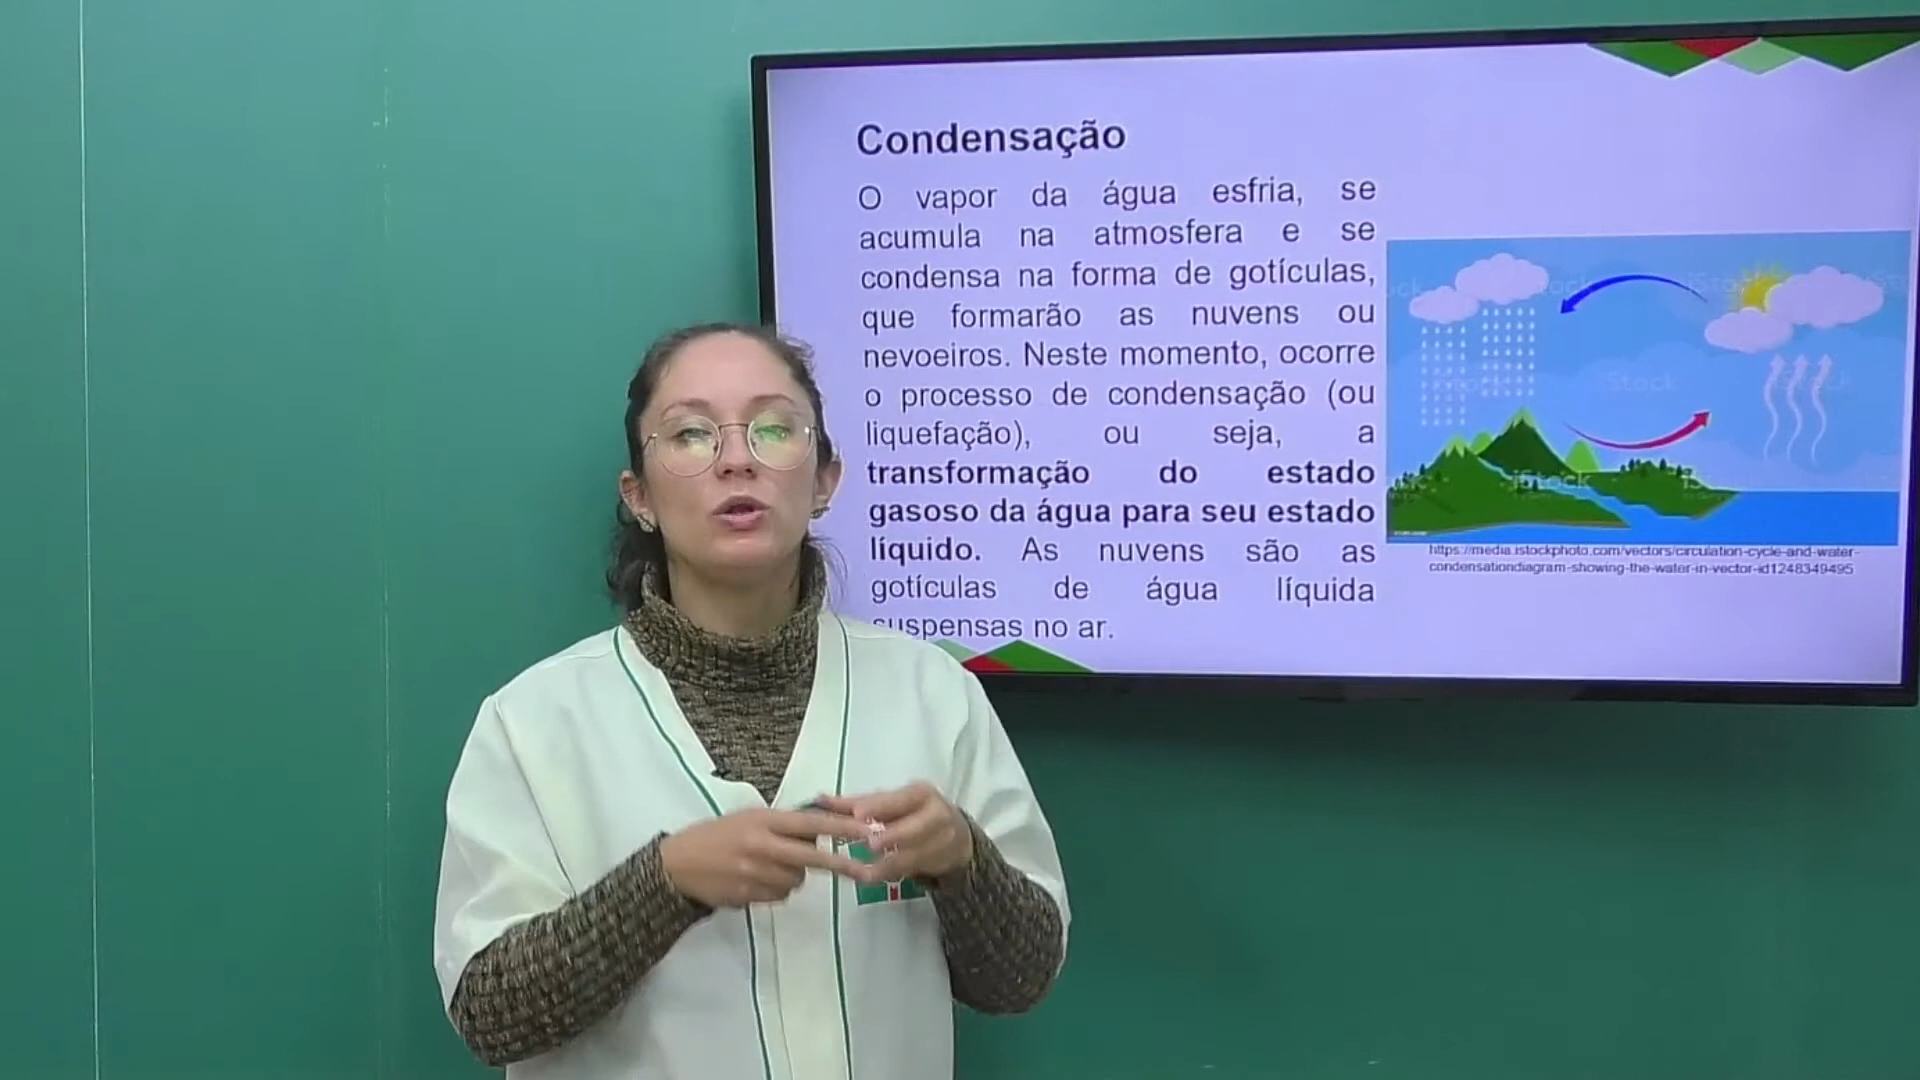 Condensação
O vapor da água esfria, se
acumula na atmosfera e se
condensa na forma de gotículas,
que formarão as nuvens ou
nevoeiros. Neste momento, ocorre
o processo de condensação (ou
liquefação), ou seja, a
transformação do estado
gasoso da água para seu estado
líquido. As nuvens são as
gotículas de água líquida
suspensas no ar.
iStock
iStock
https://media.istockphoto.com/vectors/circulation-cycle-and-water-
condensationdiagram-showing-the-water-in-vector-id1248349495